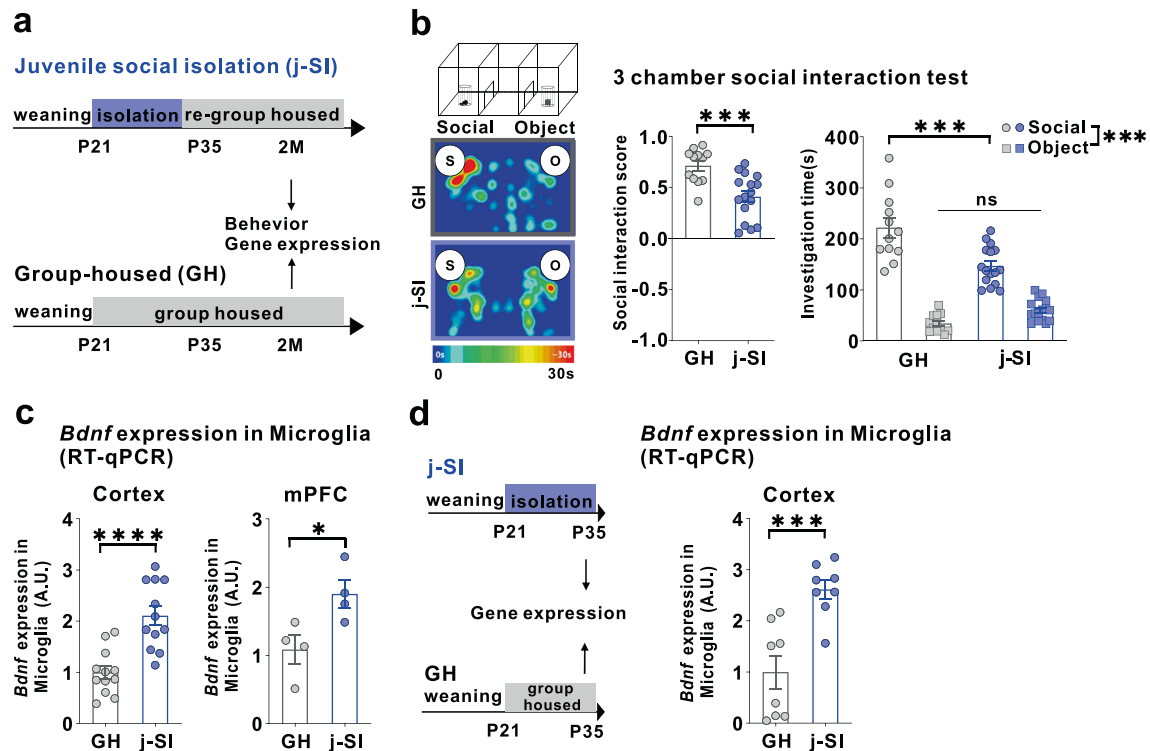 a
Juvenile social isolation (j-SI)
weaning isolation re-group housed
P21 P35 2M
Behevior
Gene expression
Group-housed (GH)
weaning group housed
P21 P35 2M
b
Social Object
S O
GH
S O
j-SI
0s ~30s
0 30s
3 chamber social interaction test
Social interaction score
1.0
0.5
0.0
-0.5
-1.0
***
GH j-SI
Investigation time(s)
400
300
200
100
0
***
Social
Object
***
ns
GH j-SI
c
Bdnf expression in Microglia
(RT-qPCR)
Cortex
Bdnf expression in
Microglia (A.U.)
4
3
2
1
0
****
GH j-SI
mPFC
Bdnf expression in
Microglia (A.U.)
3
2
1
0
*
GH j-SI
d
j-SI
weaning isolation
P21 P35
Gene expression
GH
weaning group
housed
P21 P35
Bdnf expression in Microglia
(RT-qPCR)
Cortex
Bdnf expression in
Microglia (A.U.)
4
3
2
1
0
***
GH j-SI